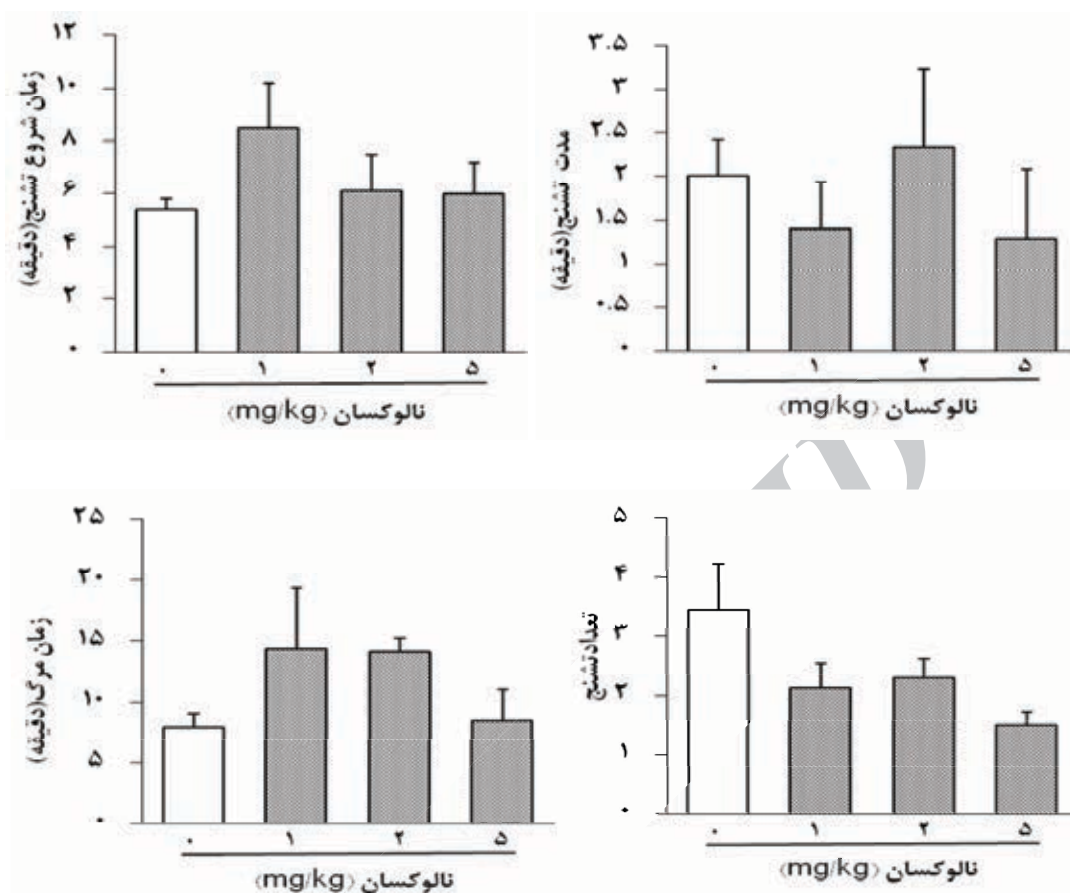 زمان شروع تشنج(دقیقه)
۱۲
۱۰
۸
۶
۴
۲
۰
۰ ۱ ۲ ۵
نالوکسان (mg/kg)
مدت تشنج(دقیقه)
۳.۵
۳
۲.۵
۲
۱.۵
۱
۰.۵
۰
۰ ۱ ۲ ۵
نالوکسان (mg/kg)
زمان مرگ(دقیقه)
۲۵
۲۰
۱۵
۱۰
۵
۰
۰ ۱ ۲ ۵
نالوکسان (mg/kg)
تعدادتشنج
۵
۴
۳
۲
۱
۰
۰ ۱ ۲ ۵
نالوکسان (mg/kg)